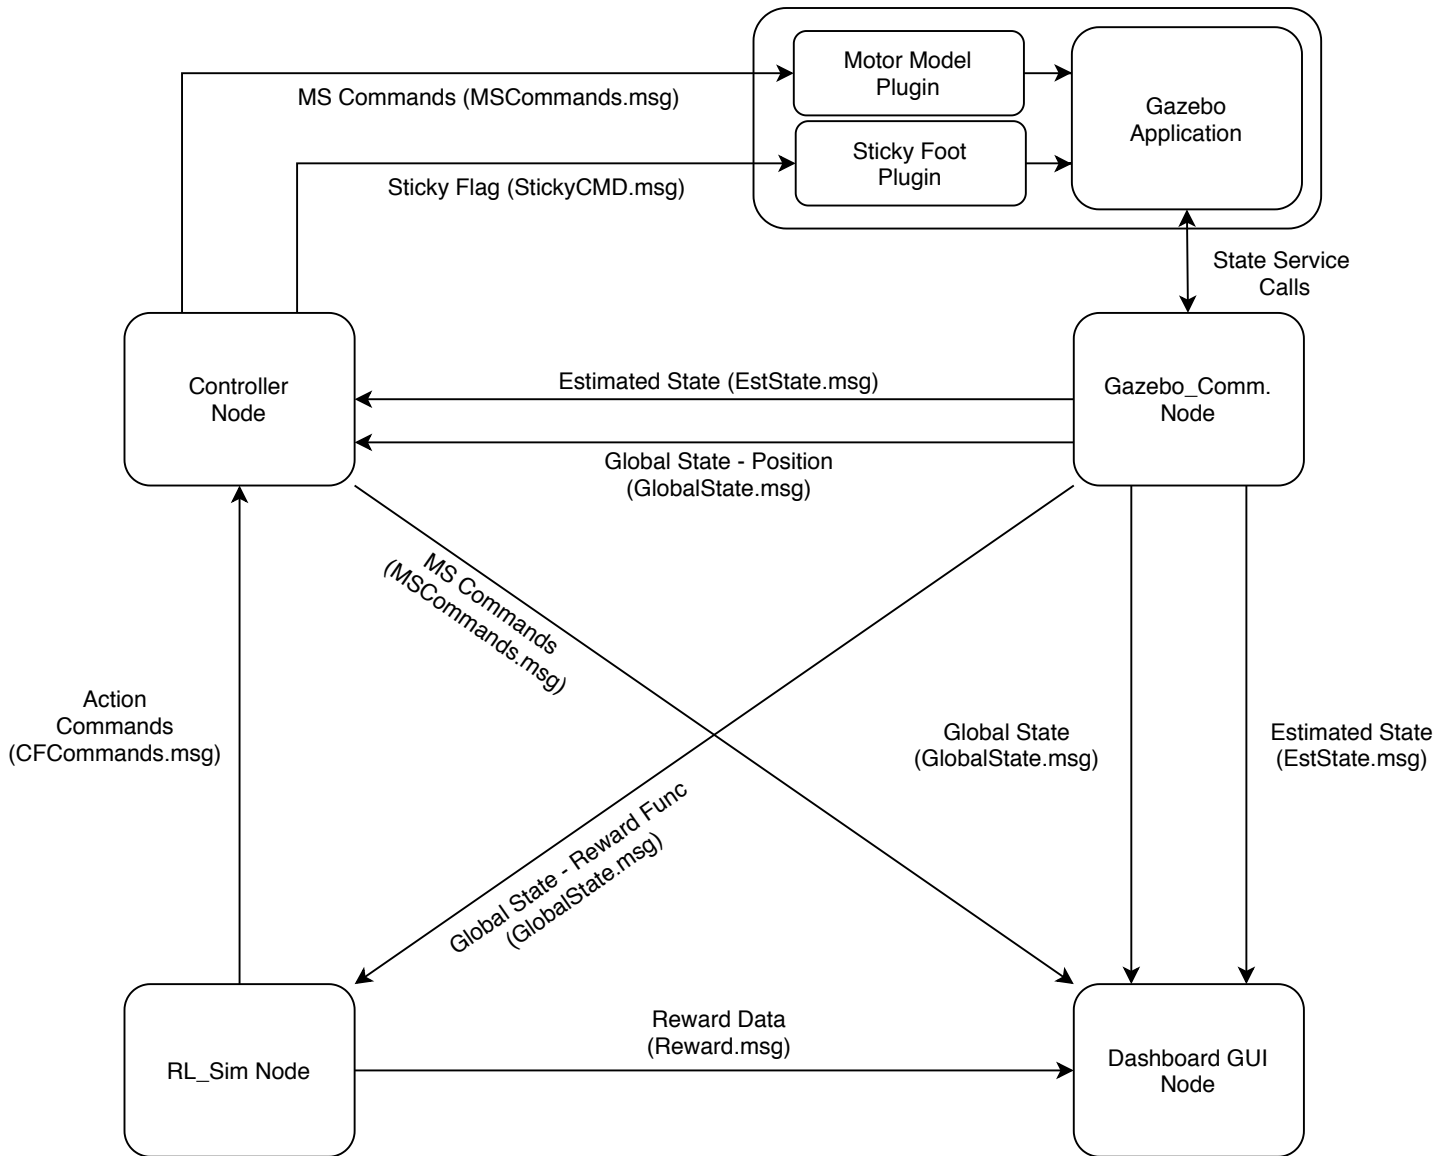 Motor Model
Plugin
MS Commands (MSCommands.msg)
Gazebo
Application
Sticky Foot
Plugin
Sticky Flag (StickyCMD.msg)
State Service
Calls
Controller
Node
Estimated State (EstState.msg)
Gazebo_Comm.
Node
Global State - Position
(GlobalState.msg)
MS Commands
(MSCommands.msg)
Action
Commands
(CFCommands.msg)
Global State
(GlobalState.msg)
Estimated State
(EstState.msg)
Global State - Reward Func
(GlobalState.msg)
RL_Sim Node
Reward Data
(Reward.msg)
Dashboard GUI
Node